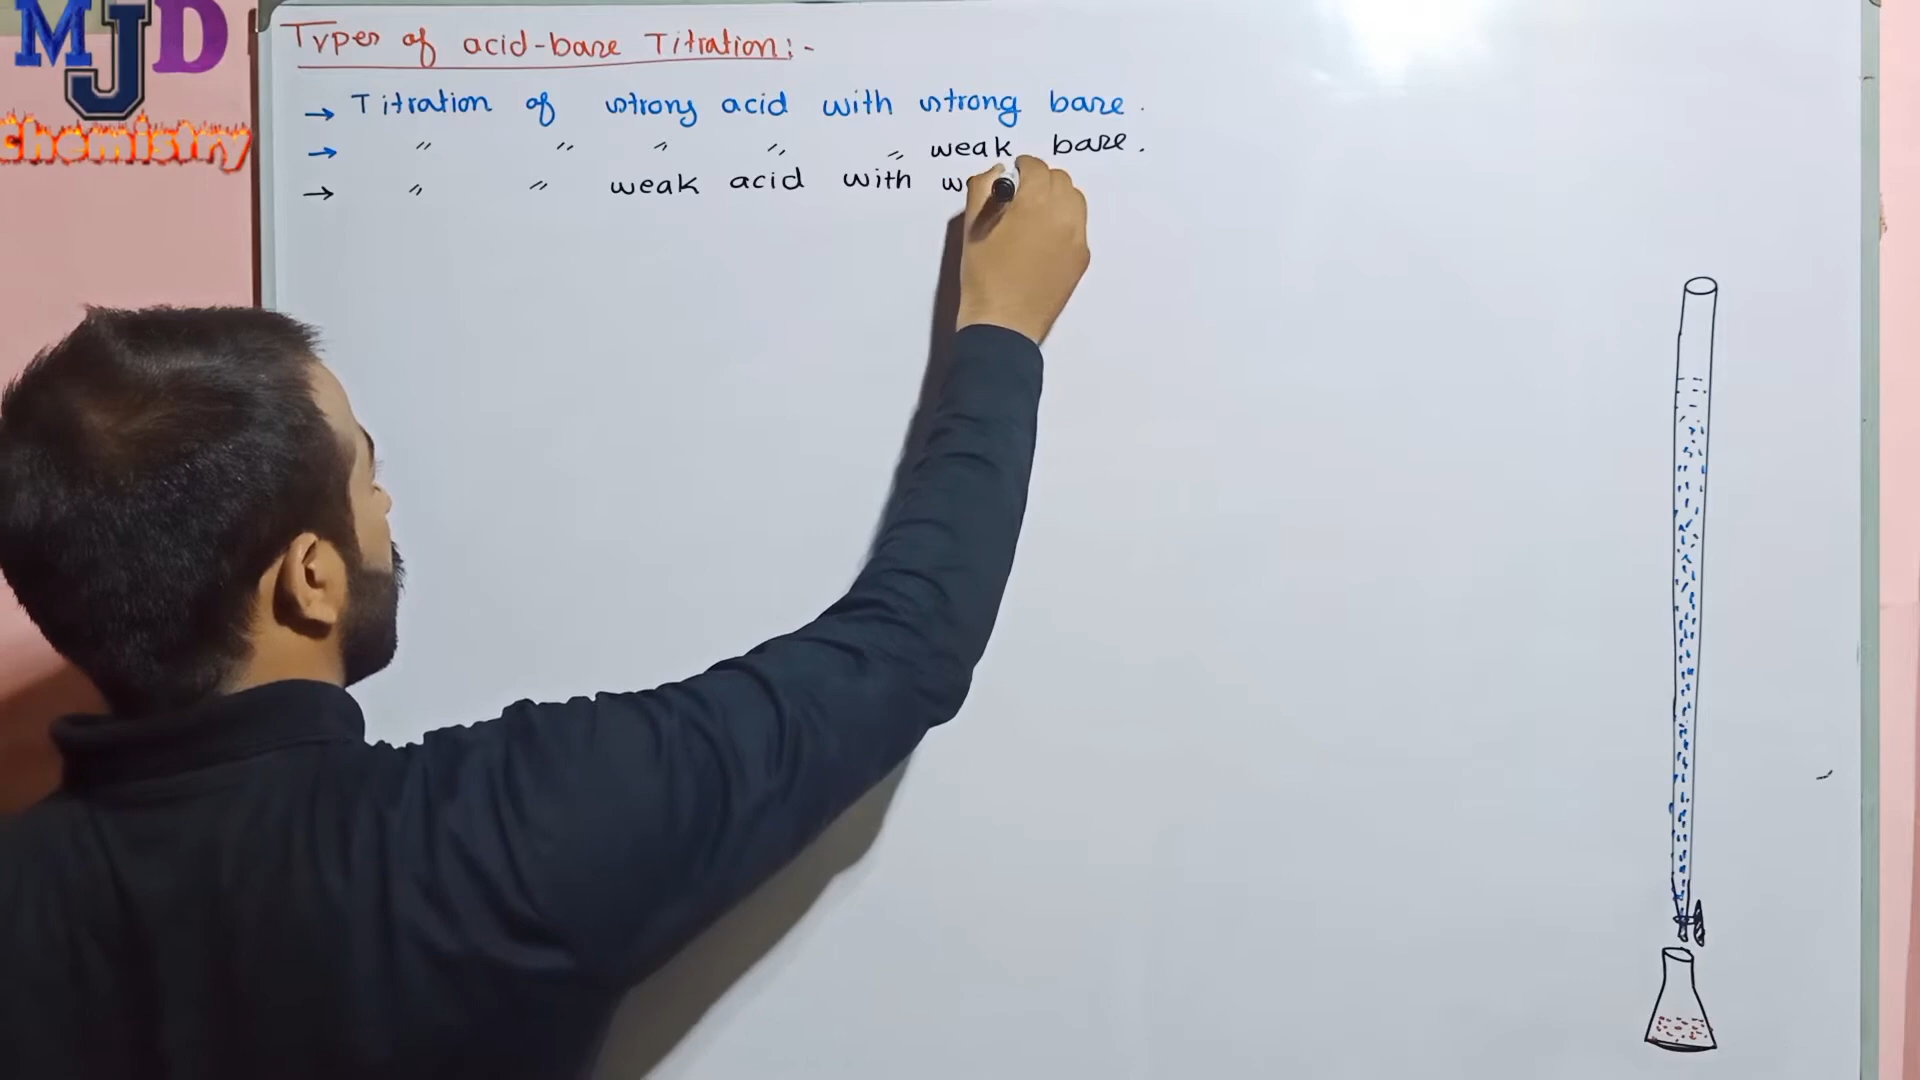 MJD
chemistry
Types of acid-base Titration:-
→ Titration of strong acid with strong base.
→ " " " " " weak base.
→ " " weak acid with